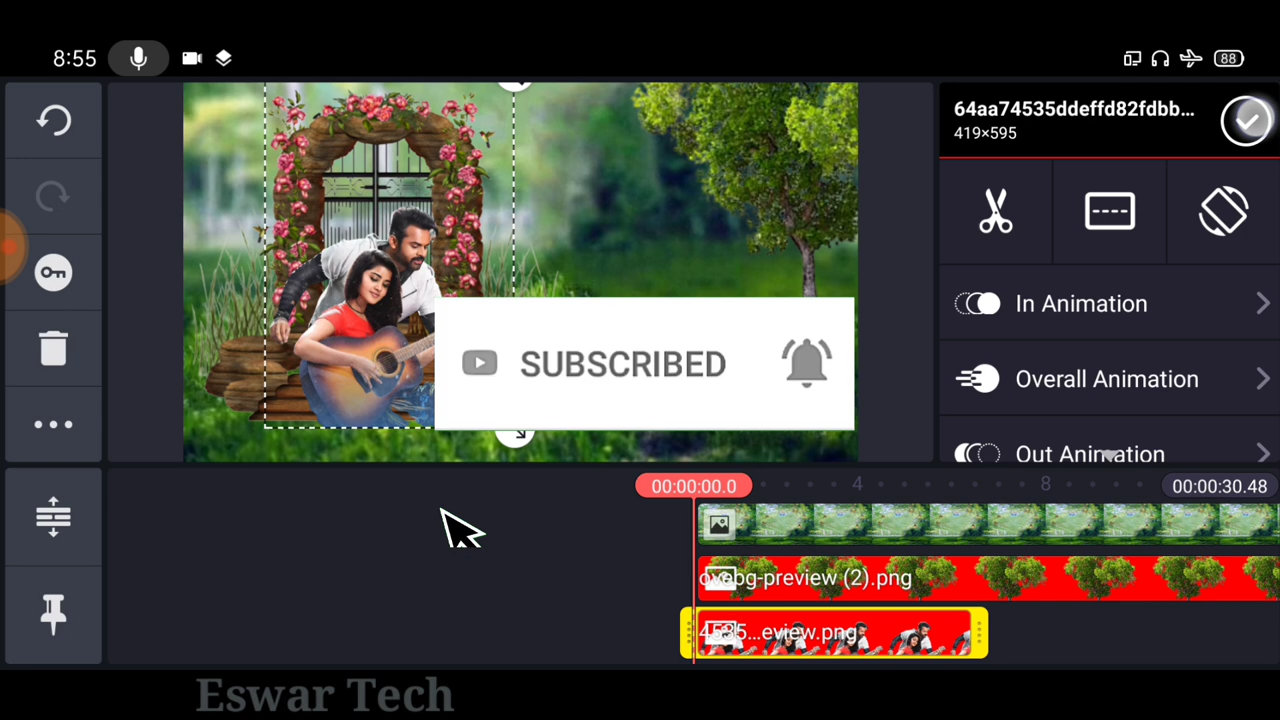 8:55
88
64aa74535ddeffd82fdbb...
419×595
In Animation
Overall Animation
Out Animation
SUBSCRIBED
00:00:00.0
4
8
00:00:30.48
ovebg-preview (2).png
4535...eview.png
Eswar Tech